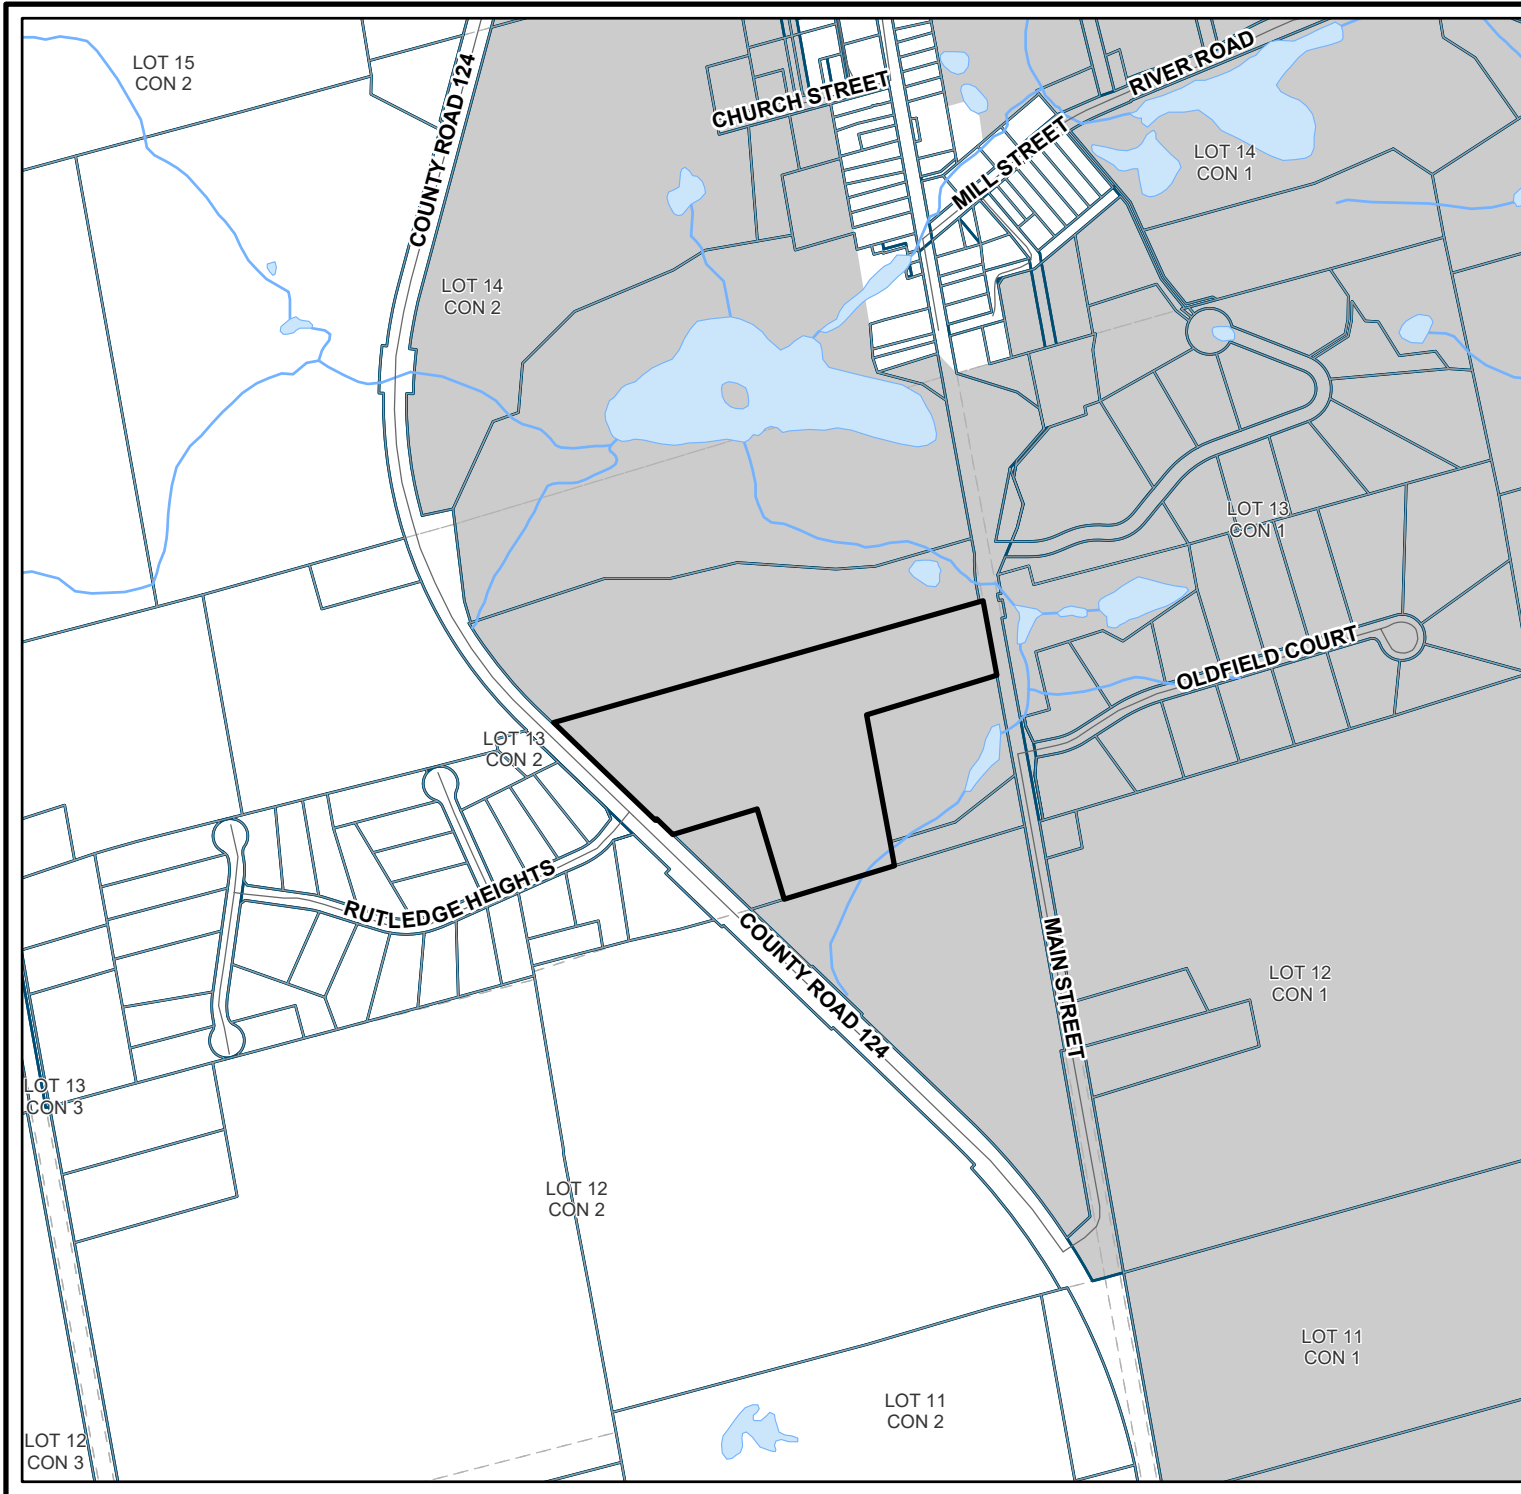 LOT 15
CON 2
COUNTY ROAD 124
CHURCH STREET
RIVER ROAD
MILL STREET
LOT 14
CON 1
LOT 14
CON 2
LOT 13
CON 1
OLDFIELD COURT
LOT 13
CON 2
RUTLEDGE HEIGHTS
COUNTY ROAD 124
MAIN STREET
LOT 12
CON 1
LOT 13
CON 3
LOT 12
CON 2
LOT 11
CON 1
LOT 11
CON 2
LOT 12
CON 3